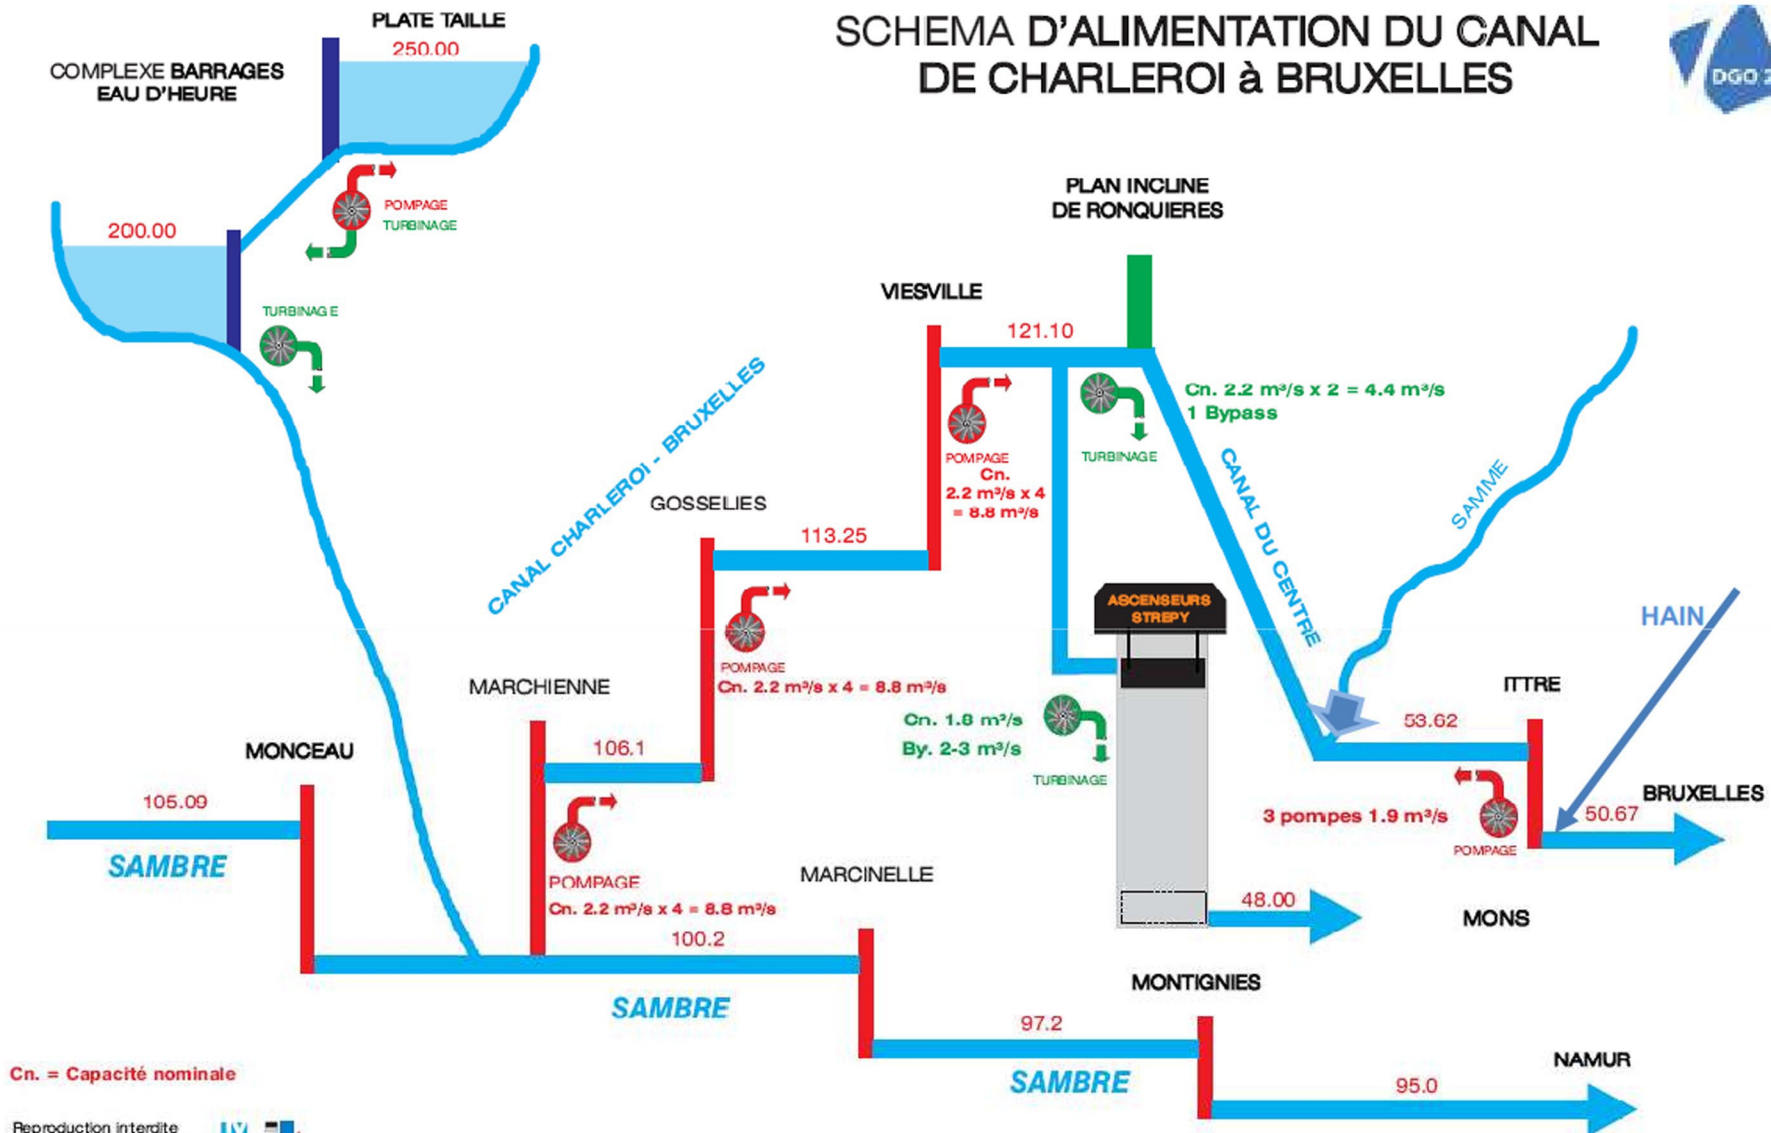 SCHEMA D'ALIMENTATION DU CANAL
DE CHARLEROI à BRUXELLES
DGO 2
PLATE TAILLE
250.00
COMPLEXE BARRAGES
EAU D'HEURE
POMPAGE
TURBINAGE
200.00
TURBINAGE
PLAN INCLINE
DE RONQUIERES
VIESVILLE
121.10
Cn. 2.2 m³/s x 2 = 4.4 m³/s
1 Bypass
TURBINAGE
POMPAGE
Cn.
2.2 m³/s x 4
= 8.8 m³/s
CANAL CHARLEROI - BRUXELLES
CANAL DU CENTRE
SAMME
GOSSELIES
113.25
POMPAGE
Cn. 2.2 m³/s x 4 = 8.8 m³/s
ASCENSEURS
STREPY
HAIN
MARCHIENNE
106.1
Cn. 1.8 m³/s
By. 2-3 m³/s
TURBINAGE
ITTRE
53.62
MONCEAU
105.09
SAMBRE
POMPAGE
Cn. 2.2 m³/s x 4 = 8.8 m³/s
3 pompes 1.9 m³/s
POMPAGE
BRUXELLES
50.67
MARCINELLE
48.00
MONS
100.2
SAMBRE
MONTIGNIES
97.2
SAMBRE
NAMUR
95.0
Cn. = Capacité nominale
Reproduction interdite